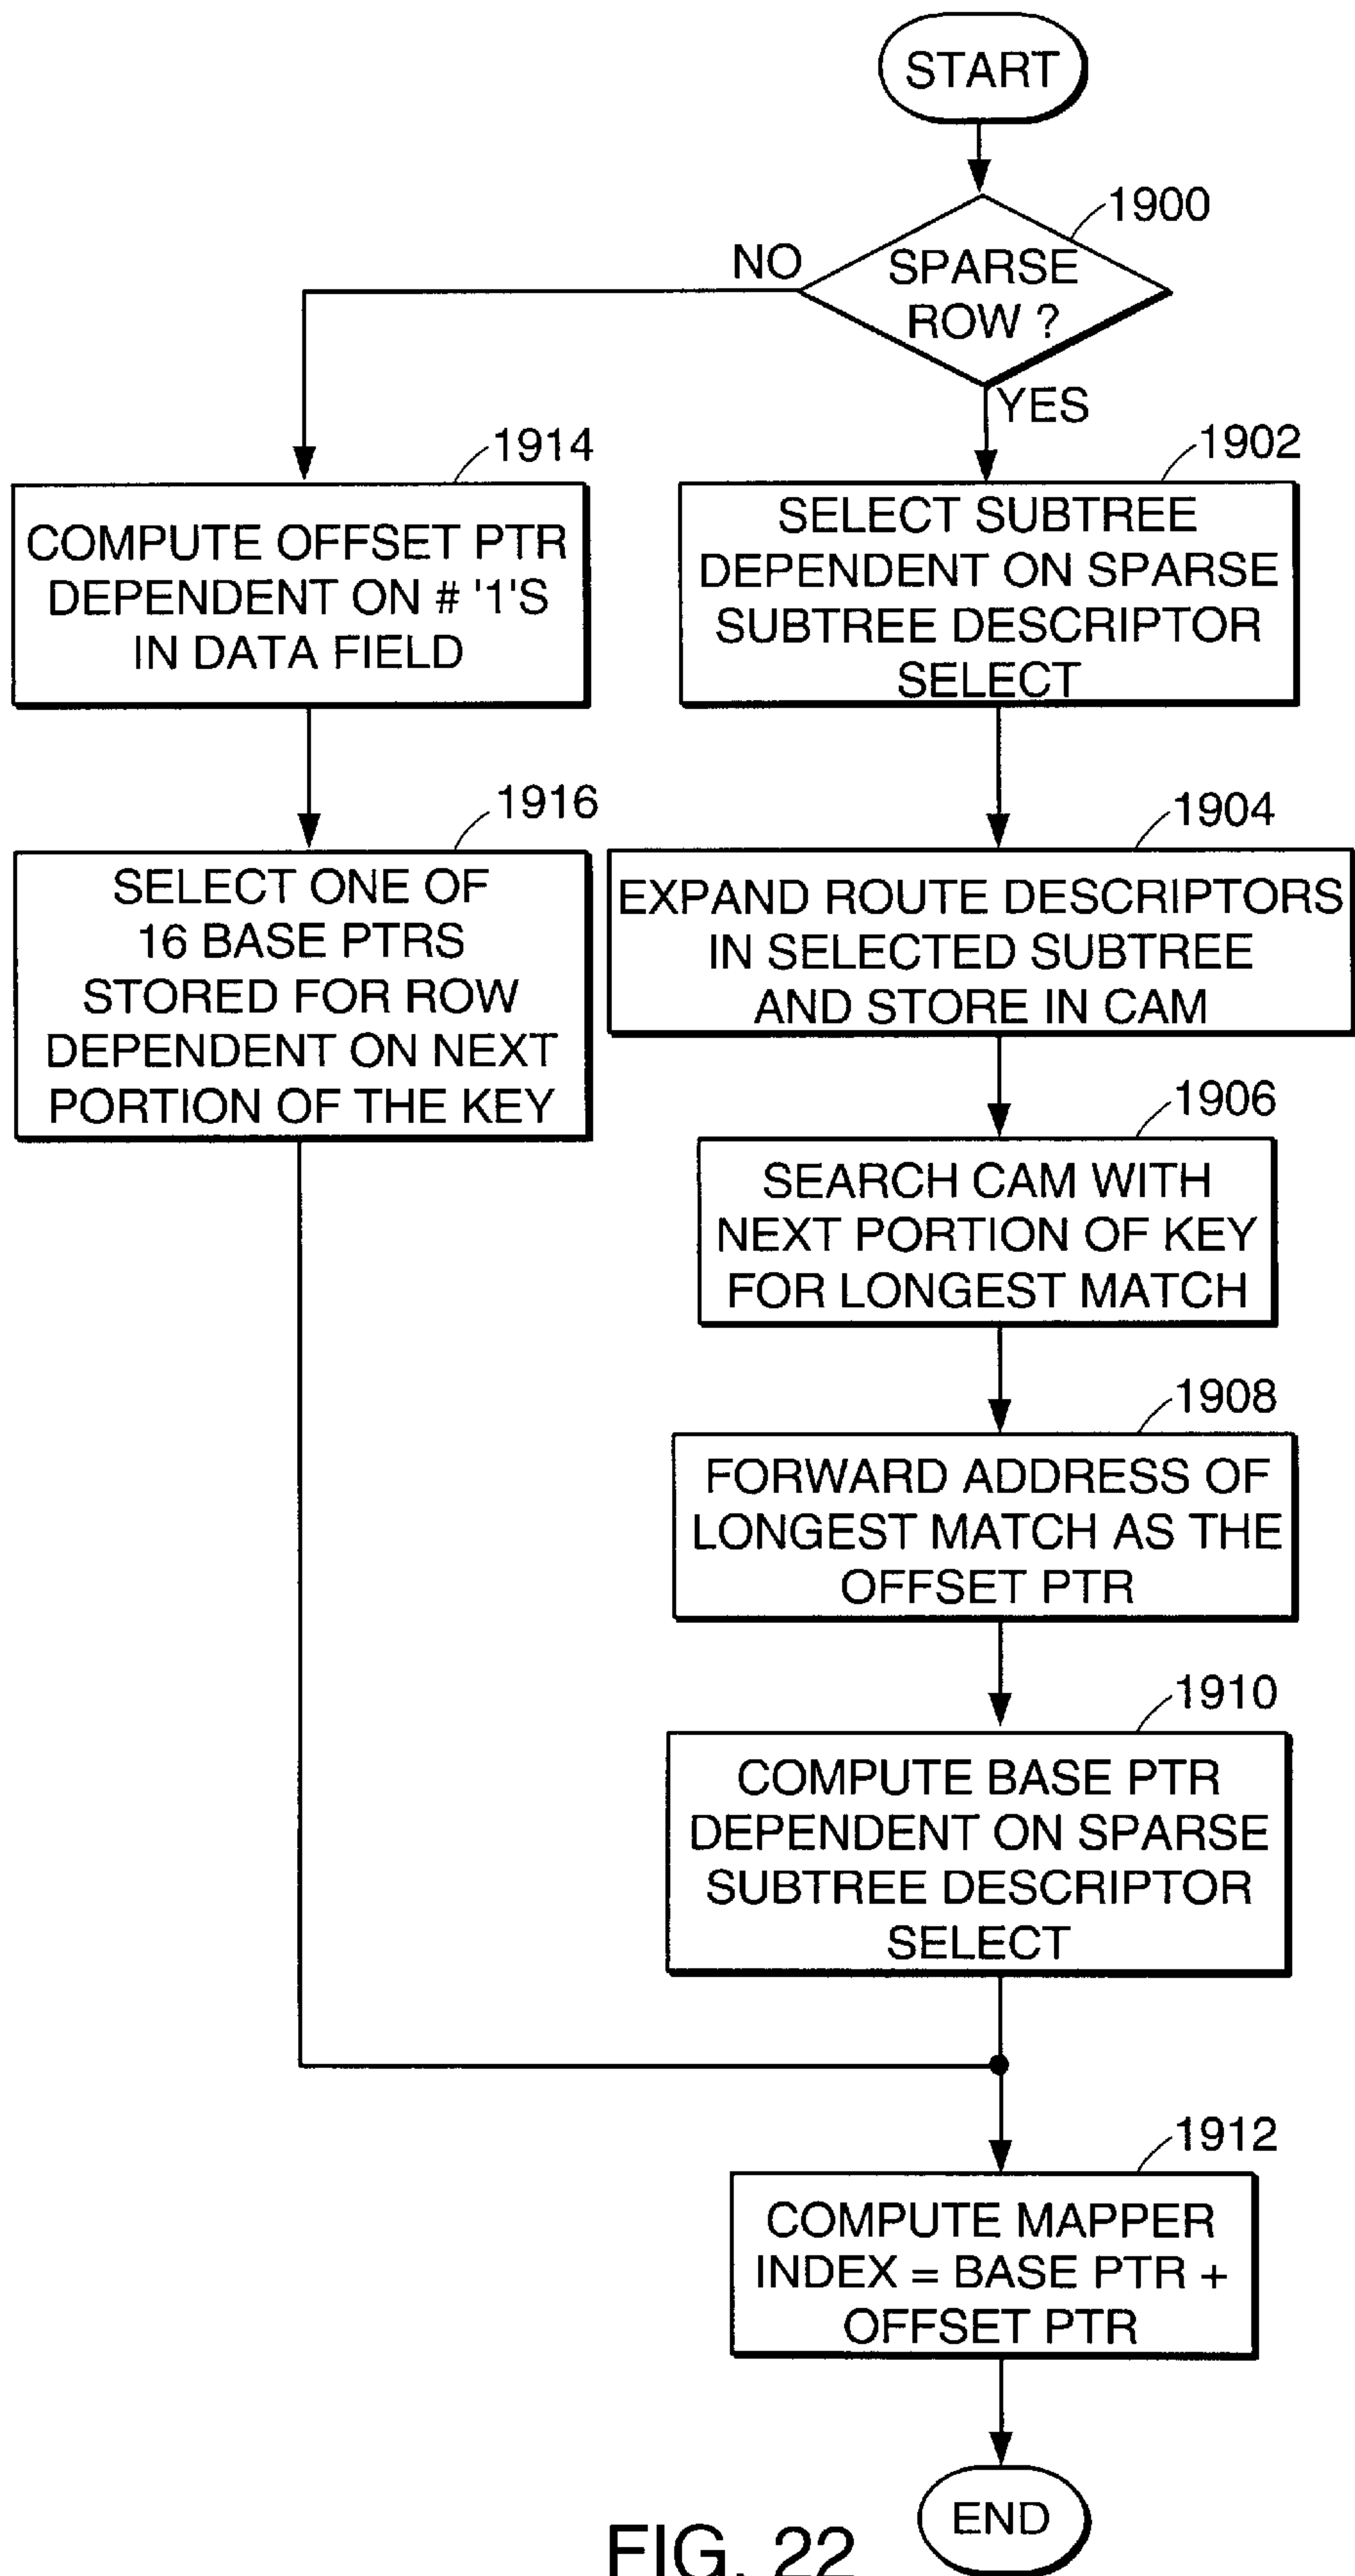 START
1900
NO
SPARSE
ROW ?
YES
1914
COMPUTE OFFSET PTR
DEPENDENT ON # '1'S
IN DATA FIELD
1902
SELECT SUBTREE
DEPENDENT ON SPARSE
SUBTREE DESCRIPTOR
SELECT
1916
SELECT ONE OF
16 BASE PTRS
STORED FOR ROW
DEPENDENT ON NEXT
PORTION OF THE KEY
1904
EXPAND ROUTE DESCRIPTORS
IN SELECTED SUBTREE
AND STORE IN CAM
1906
SEARCH CAM WITH
NEXT PORTION OF KEY
FOR LONGEST MATCH
1908
FORWARD ADDRESS OF
LONGEST MATCH AS THE
OFFSET PTR
1910
COMPUTE BASE PTR
DEPENDENT ON SPARSE
SUBTREE DESCRIPTOR
SELECT
1912
COMPUTE MAPPER
INDEX = BASE PTR +
OFFSET PTR
END
FIG. 22